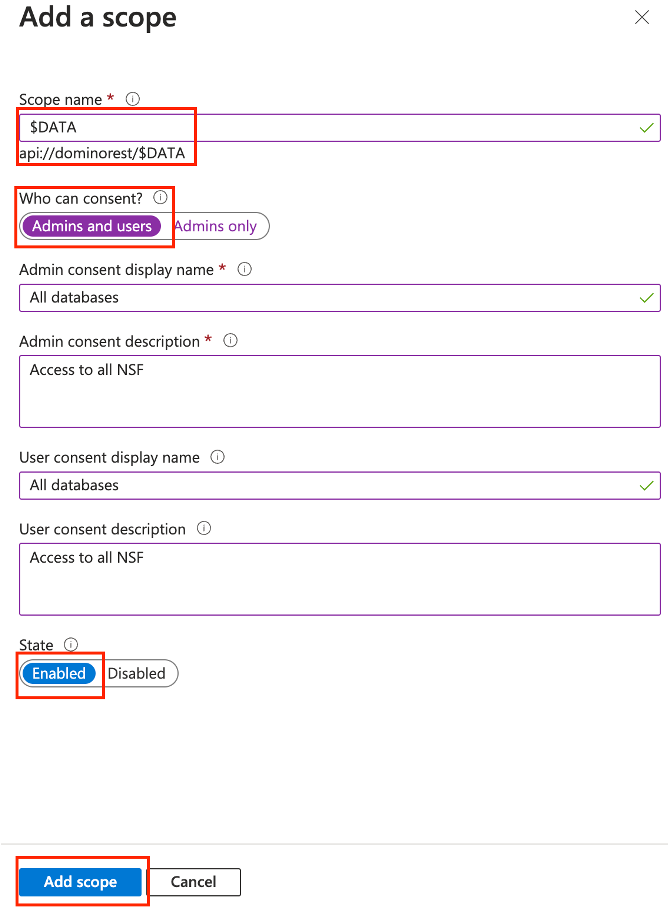 Add a scope
Scope name *
$DATA
api://dominorest/$DATA
Who can consent?
Admins and users Admins only
Admin consent display name *
All databases
Admin consent description *
Access to all NSF
User consent display name
All databases
User consent description
Access to all NSF
State
Enabled Disabled
Add scope Cancel